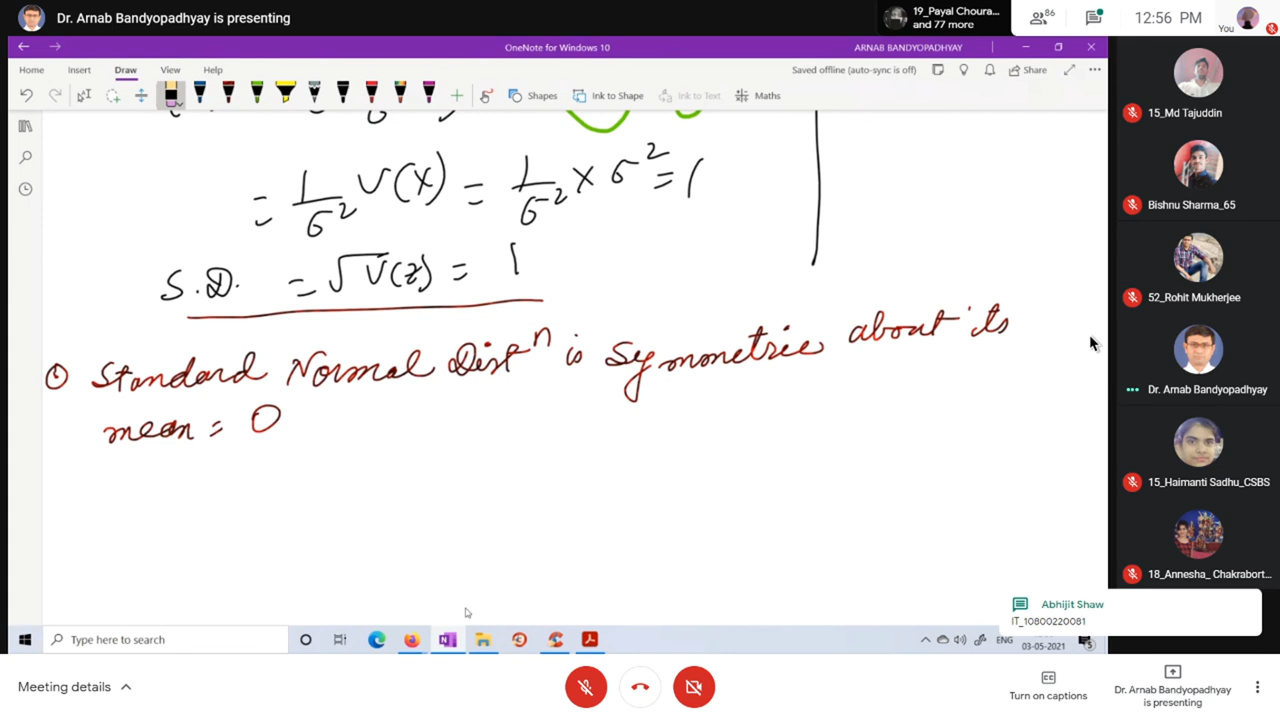 Dr. Arnab Bandyopadhyay is presenting
19_Payal Choura...
and 77 more
86
12:56 PM
You
OneNote for Windows 10
ARNAB BANDYOPADHYAY
Home Insert Draw View Help
Saved offline (auto-sync is off)
Share
Shapes
Ink to Shape
Ink to Text
Maths
= 1/σ² V(X) = 1/σ² × σ² = 1
S.D. = √V(z) = 1
Standard Normal Distⁿ is Symmetric about its
mean = 0
15_Md Tajuddin
Bishnu Sharma_65
52_Rohit Mukherjee
Dr. Arnab Bandyopadhyay
15_Haimanti Sadhu_CSBS
18_Annesha_ Chakrabort...
Abhijit Shaw
IT_10800220081
Type here to search
ENG
03-05-2021
5
Meeting details
Turn on captions
Dr. Arnab Bandyopadhyay
is presenting